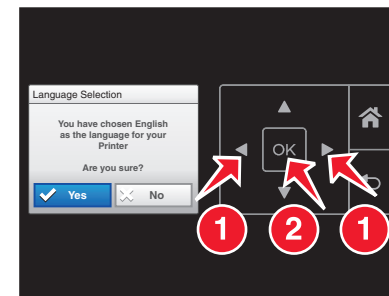 Language Selection
You have chosen English
as the language for your
Printer
Are you sure?
Yes
No
OK
1
2
1